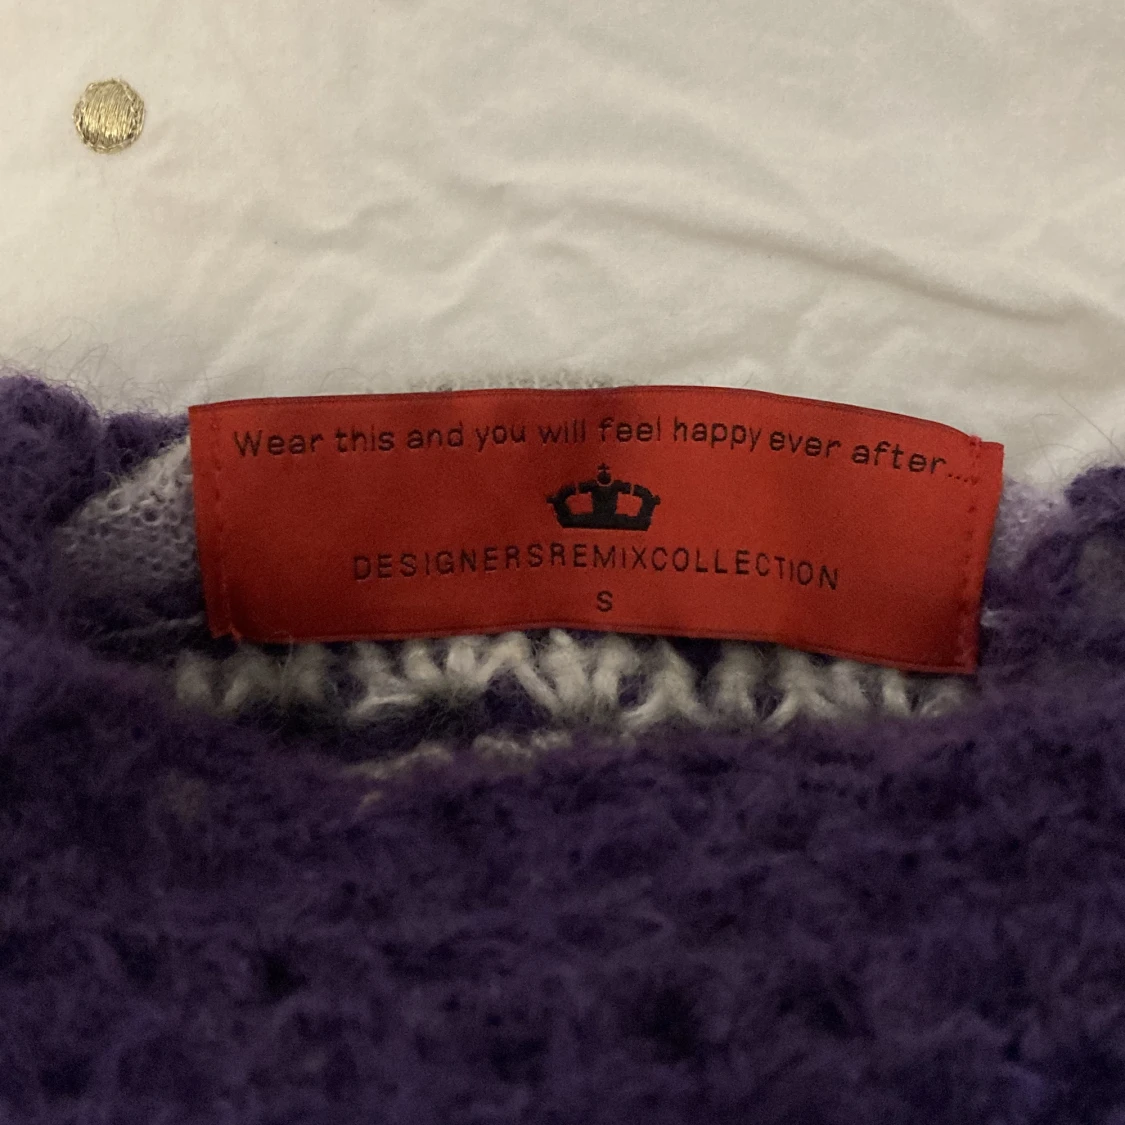 Wear this and you will feel happy ever after...
DESIGNERSREMIXCOLLECTION
S